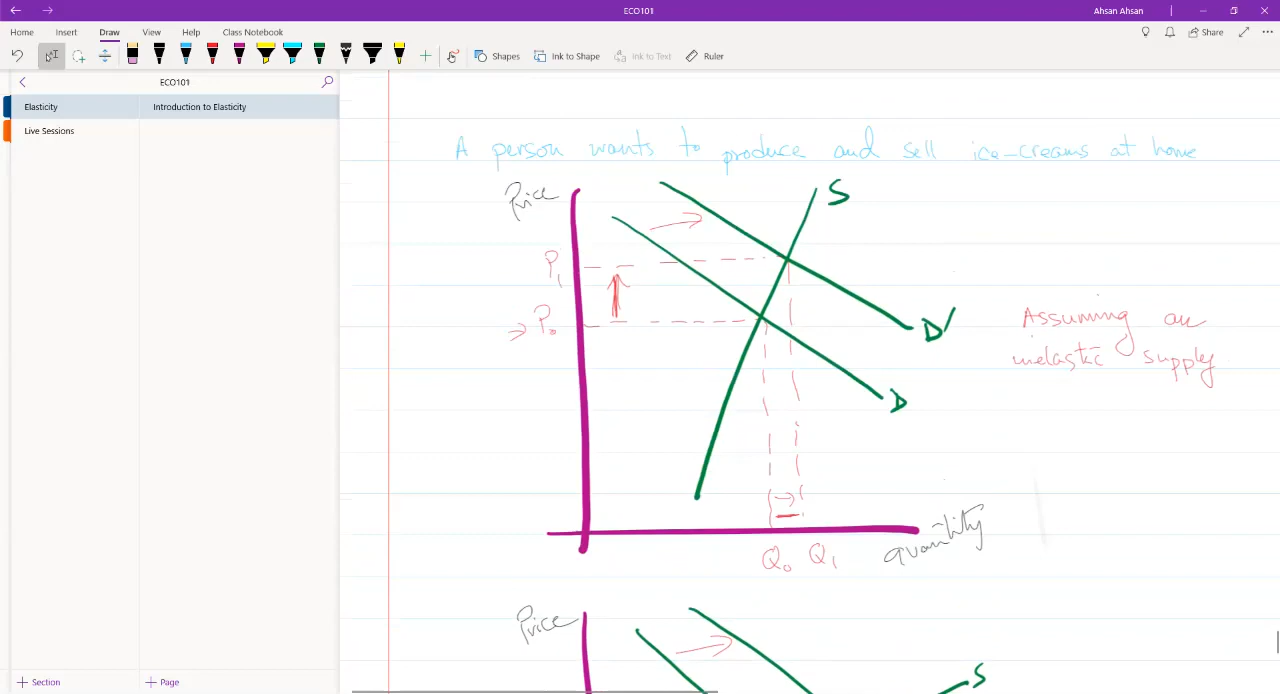 ECO101
Ahsan Ahsan
Home Insert Draw View Help Class Notebook
Share
Shapes Ink to Shape Ink to Text Ruler
ECO101
Elasticity
Introduction to Elasticity
Live Sessions
A person wants to produce and sell ice-creams at home
Price
S
P1
P0
D'
Assuming an
inelastic supply
D
Q0 Q1
quantity
Price
S
+ Section
+ Page